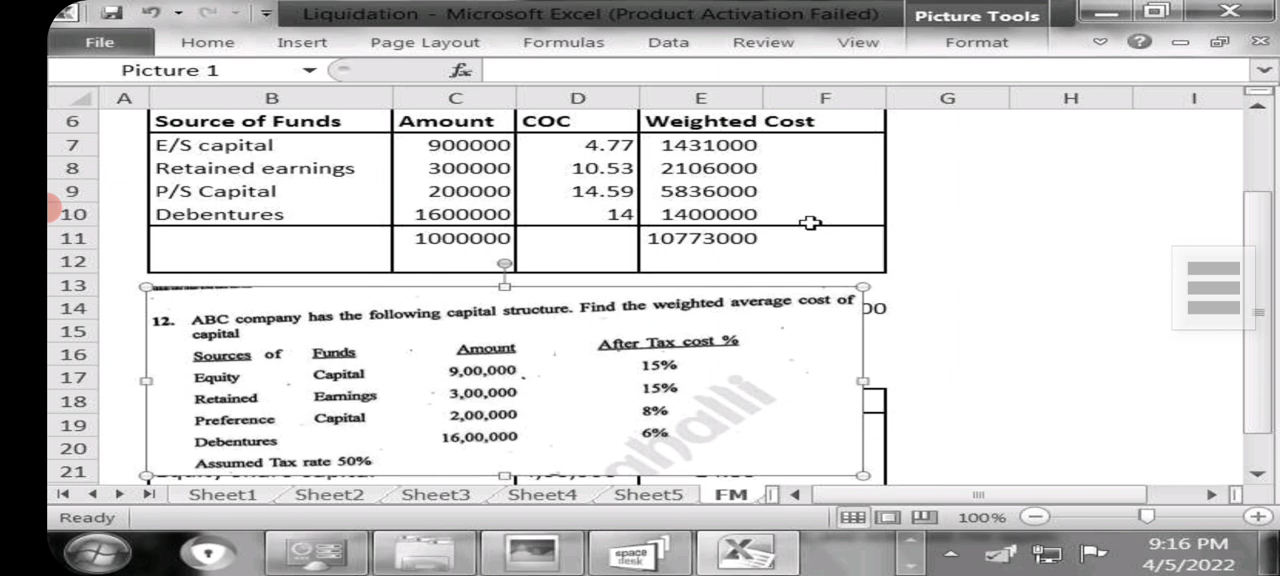 Liquidation - Microsoft Excel (Product Activation Failed)
Picture Tools
File Home Insert Page Layout Formulas Data Review View Format
Picture 1 fx
A B C D E F G H I
6 Source of Funds Amount COC Weighted Cost
7 E/S capital 900000 4.77 1431000
8 Retained earnings 300000 10.53 2106000
9 P/S Capital 200000 14.59 5836000
10 Debentures 1600000 14 1400000
11 1000000 10773000
12
13
14
15
16
17
18
19
20
21
12. ABC company has the following capital structure. Find the weighted average cost of
capital
Sources of Funds Amount After Tax cost %
Equity Capital 9,00,000 15%
Retained Earnings 3,00,000 15%
Preference Capital 2,00,000 8%
Debentures 16,00,000 6%
Assumed Tax rate 50%
00
Sheet1 Sheet2 Sheet3 Sheet4 Sheet5 FM
Ready 100%
space desk
9:16 PM
4/5/2022